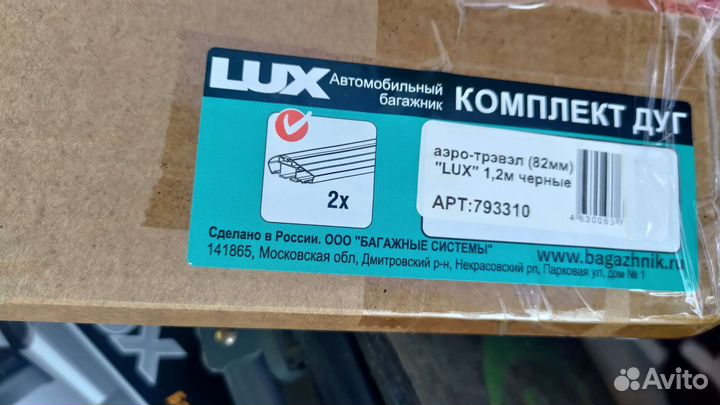 LUX Автомобильный багажник КОМПЛЕКТ ДУГ
аэро-трэвэл (82мм)
"LUX" 1,2м черные
АРТ:793310
2x
Сделано в России. ООО "БАГАЖНЫЕ СИСТЕМЫ"
www.bagazhnik.ru
141865, Московская обл, Дмитровский р-н, Некрасовский рп, Парковая ул, дом № 1
Avito